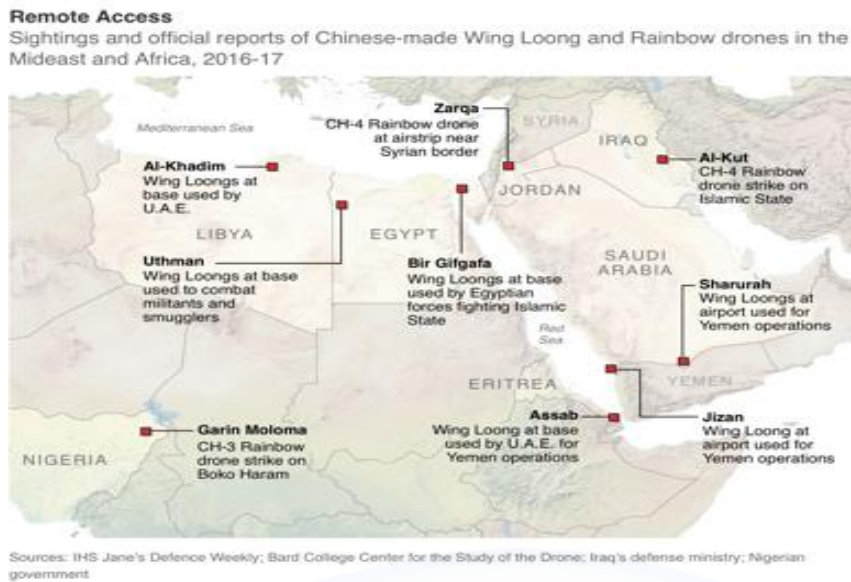 Remote Access
Sightings and official reports of Chinese-made Wing Loong and Rainbow drones in the
Mideast and Africa, 2016-17
Mediterranean Sea
Zarqa
CH-4 Rainbow drone
at airstrip near
Syrian border
SYRIA
IRAQ
Al-Kut
CH-4 Rainbow
drone strike on
Islamic State
Al-Khadim
Wing Loongs at
base used by
U.A.E.
JORDAN
LIBYA
EGYPT
Uthman
Wing Loongs at base
used to combat
militants and
smugglers
Bir Gifgafa
Wing Loongs at base
used by Egyptian
forces fighting Islamic
State
SAUDI
ARABIA
Sharurah
Wing Loongs at
airport used for
Yemen operations
Red
Sea
ERITREA
YEMEN
Garin Moloma
CH-3 Rainbow
drone strike on
Boko Haram
NIGERIA
Assab
Wing Loong at base
used by U.A.E. for
Yemen operations
Jizan
Wing Loong at
airport used for
Yemen operations
Sources: IHS Jane's Defence Weekly; Bard College Center for the Study of the Drone; Iraq's defense ministry; Nigerian
government